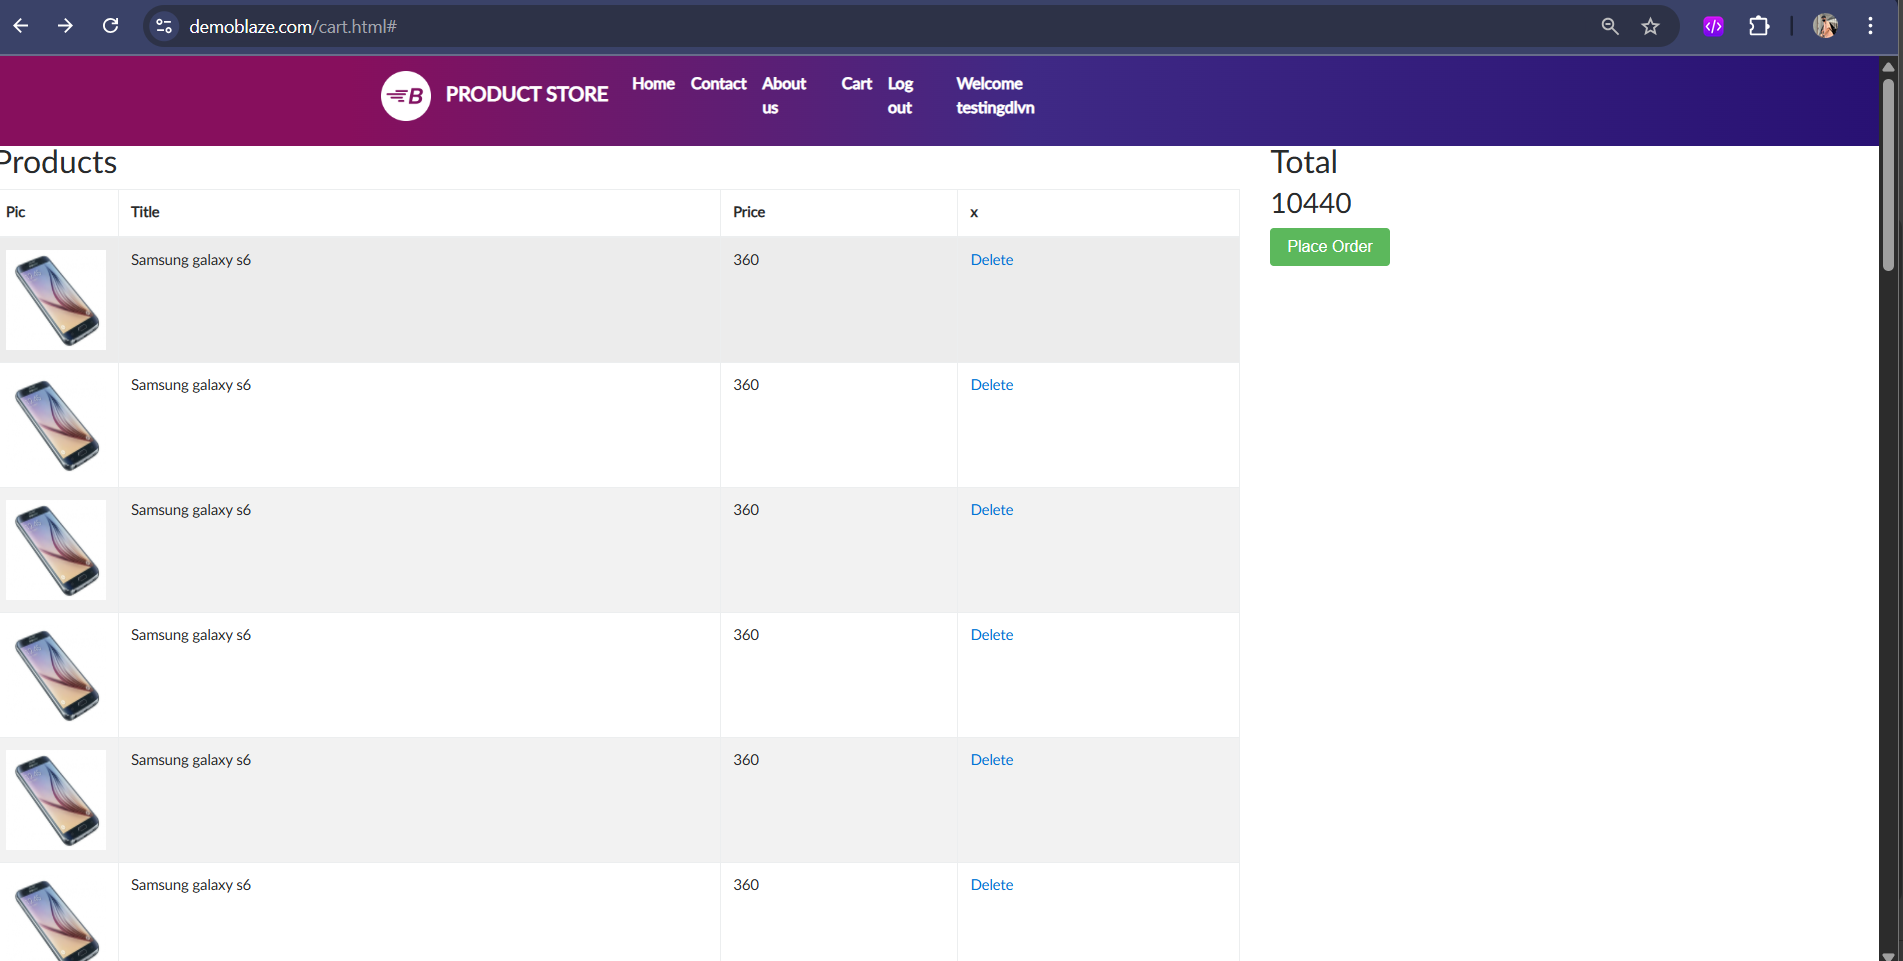 demoblaze.com/cart.html#
B PRODUCT STORE Home Contact About us Cart Log out Welcome testingdlvn
Products
Total
10440
Place Order
Pic Title Price x
Samsung galaxy s6 360 Delete
Samsung galaxy s6 360 Delete
Samsung galaxy s6 360 Delete
Samsung galaxy s6 360 Delete
Samsung galaxy s6 360 Delete
Samsung galaxy s6 360 Delete